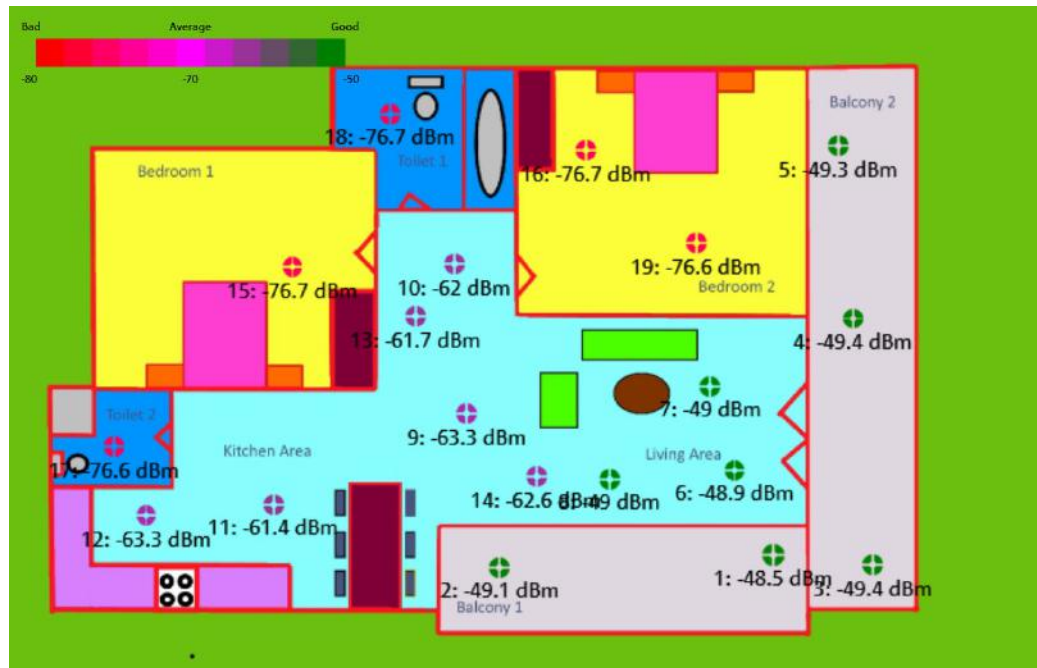 Bad Average Good
-80 -70 -50
Balcony 2
18: -76.7 dBm
Toilet 1
Bedroom 1
16: -76.7 dBm
5: -49.3 dBm
19: -76.6 dBm
Bedroom 2
15: -76.7 dBm
10: -62 dBm
13: -61.7 dBm
4: -49.4 dBm
7: -49 dBm
Toilet 2
9: -63.3 dBm
Kitchen Area
Living Area
17: -76.6 dBm
14: -62.6 dBm
8: -49 dBm
6: -48.9 dBm
11: -61.4 dBm
12: -63.3 dBm
1: -48.5 dBm
2: -49.1 dBm
3: -49.4 dBm
Balcony 1